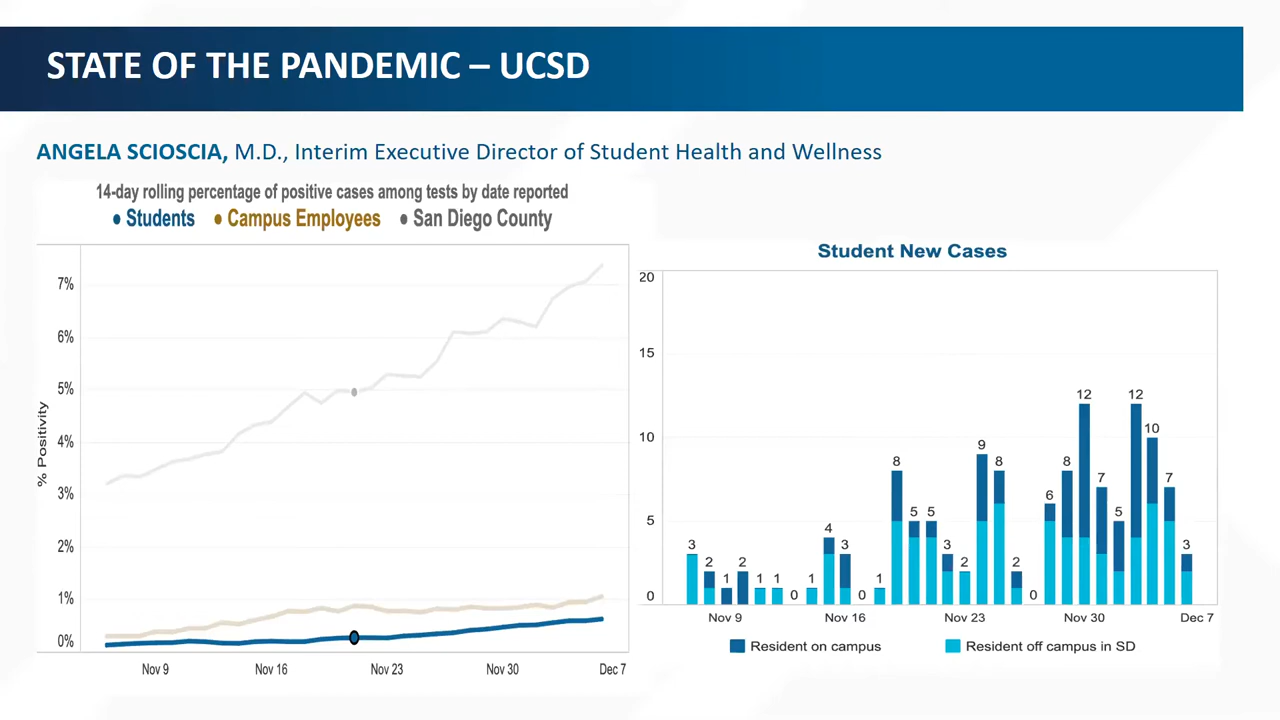 STATE OF THE PANDEMIC – UCSD
ANGELA SCIOSCIA, M.D., Interim Executive Director of Student Health and Wellness
14-day rolling percentage of positive cases among tests by date reported
• Students • Campus Employees • San Diego County
% Positivity
7%
6%
5%
4%
3%
2%
1%
0%
Nov 9 Nov 16 Nov 23 Nov 30 Dec 7
Student New Cases
20
15
10
5
0
3 2 1 2 1 1 0 1 4 3 0 1 8 5 5 3 2 9 8 2 0 6 8 12 7 5 12 10 7 3
Nov 9 Nov 16 Nov 23 Nov 30 Dec 7
Resident on campus Resident off campus in SD